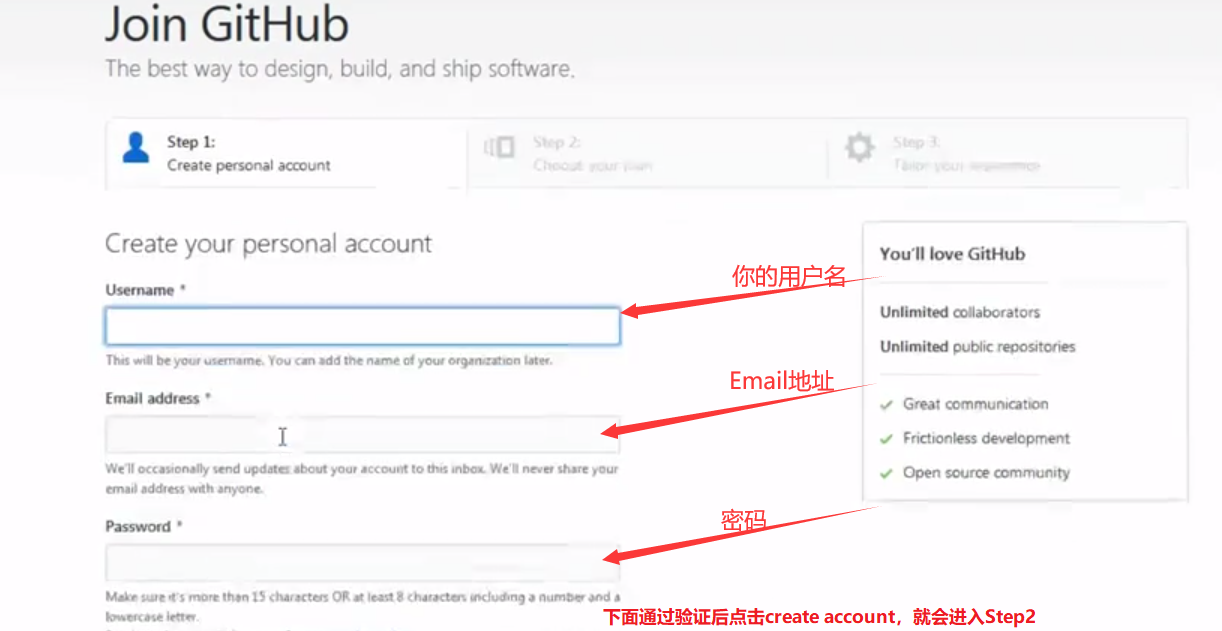 Join GitHub
The best way to design, build, and ship software.
Step 1:
Create personal account
Step 2:
Choose your plan
Step 3:
Tailor your experience
Create your personal account
Username *
你的用户名
This will be your username. You can add the name of your organization later.
Email address *
Email地址
We'll occasionally send updates about your account to this inbox. We'll never share your
email address with anyone.
Password *
密码
Make sure it's more than 15 characters OR at least 8 characters including a number and a
lowercase letter.
下面通过验证后点击create account，就会进入Step2
You'll love GitHub
Unlimited collaborators
Unlimited public repositories
Great communication
Frictionless development
Open source community